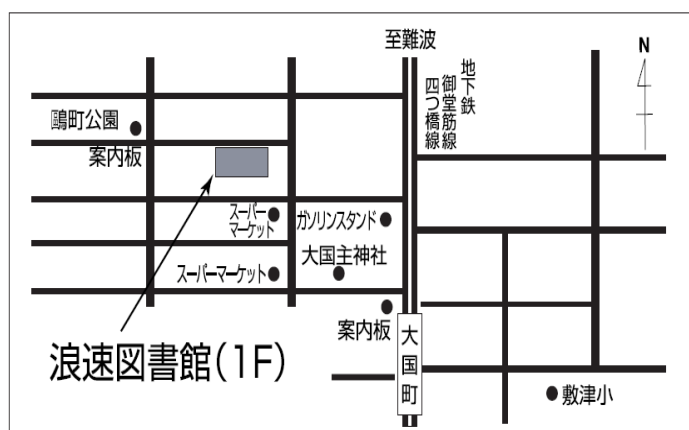 至難波
N
地下鉄
御堂筋線
四つ橋線
鷗町公園
案内板
スーパー
マーケット
ガソリンスタンド
大国主神社
スーパーマーケット
案内板
浪速図書館(1F)
大国町
敷津小